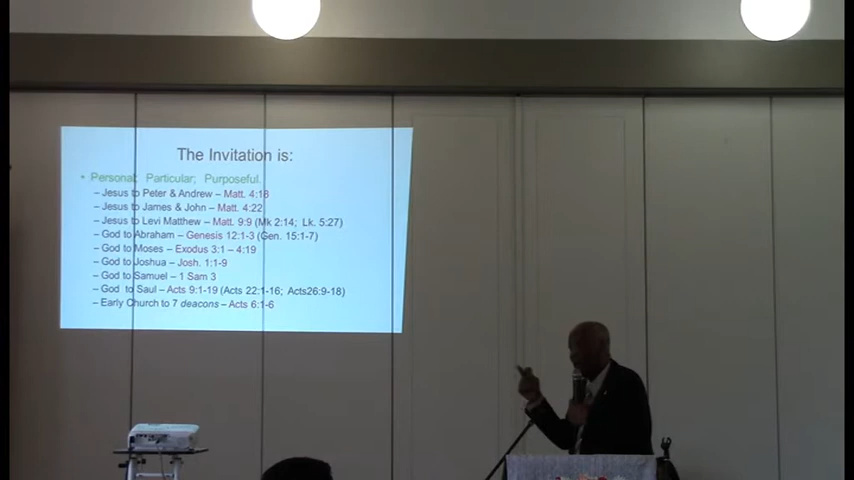 The Invitation is:
• Personal; Particular; Purposeful.
– Jesus to Peter & Andrew – Matt. 4:18
– Jesus to James & John – Matt. 4:22
– Jesus to Levi Matthew – Matt. 9:9 (Mk 2:14; Lk. 5:27)
– God to Abraham – Genesis 12:1-3 (Gen. 15:1-7)
– God to Moses – Exodus 3:1 – 4:19
– God to Joshua – Josh. 1:1-9
– God to Samuel – 1 Sam 3
– God to Saul – Acts 9:1-19 (Acts 22:1-16; Acts26:9-18)
– Early Church to 7 deacons – Acts 6:1-6